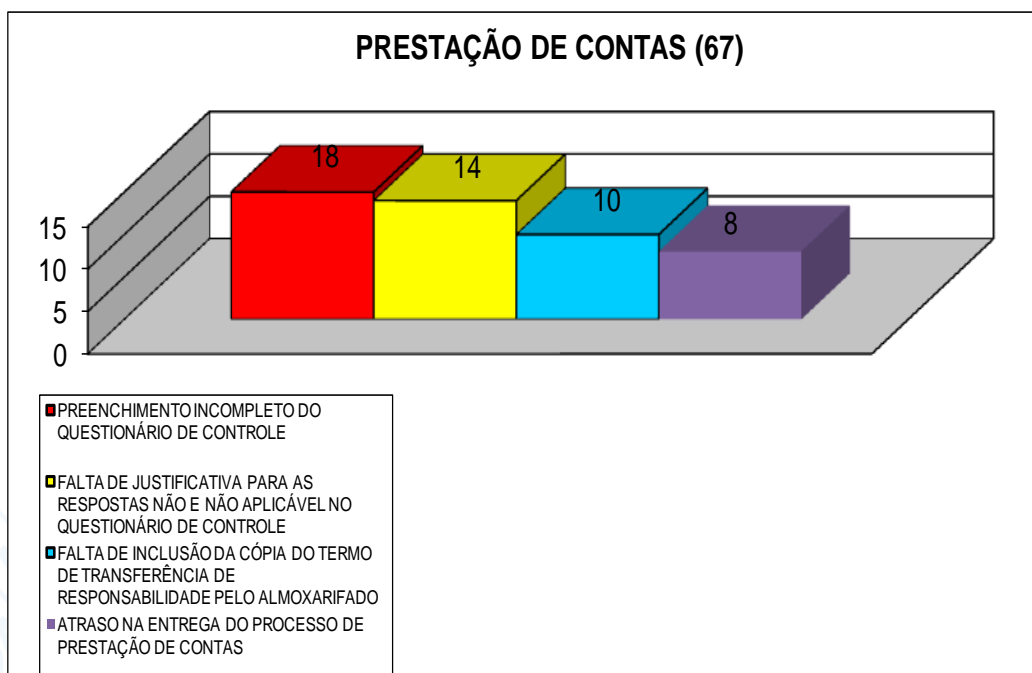 PRESTAÇÃO DE CONTAS (67)
18
14
10
8
15
10
5
0
PREENCHIMENTO INCOMPLETO DO
QUESTIONÁRIO DE CONTROLE
FALTA DE JUSTIFICATIVA PARA AS
RESPOSTAS NÃO E NÃO APLICÁVEL NO
QUESTIONÁRIO DE CONTROLE
FALTA DE INCLUSÃO DA CÓPIA DO TERMO
DE TRANSFERÊNCIA DE
RESPONSABILIDADE PELO ALMOXARIFADO
ATRASO NA ENTREGA DO PROCESSO DE
PRESTAÇÃO DE CONTAS